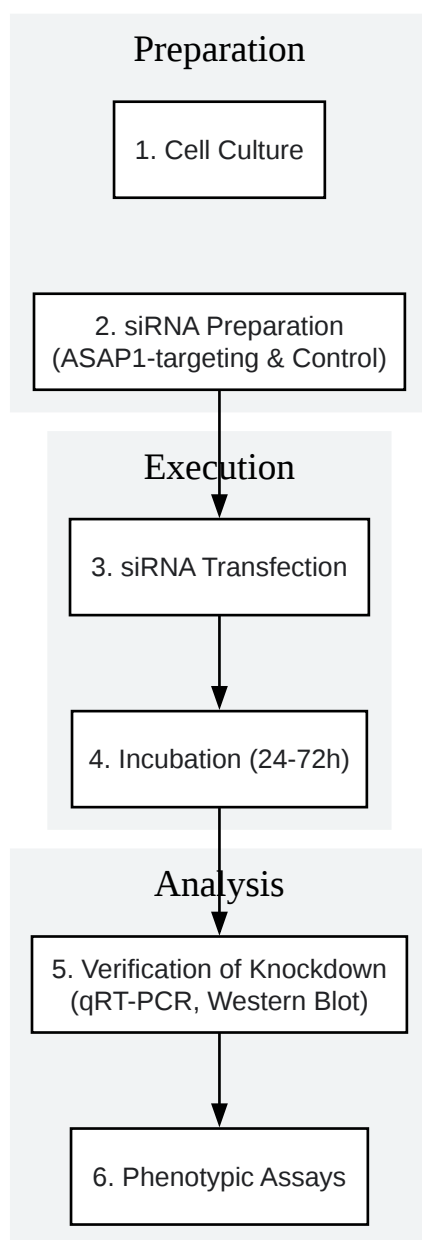 Preparation
1. Cell Culture
2. siRNA Preparation
(ASAP1-targeting & Control)
Execution
3. siRNA Transfection
4. Incubation (24-72h)
Analysis
5. Verification of Knockdown
(qRT-PCR, Western Blot)
6. Phenotypic Assays